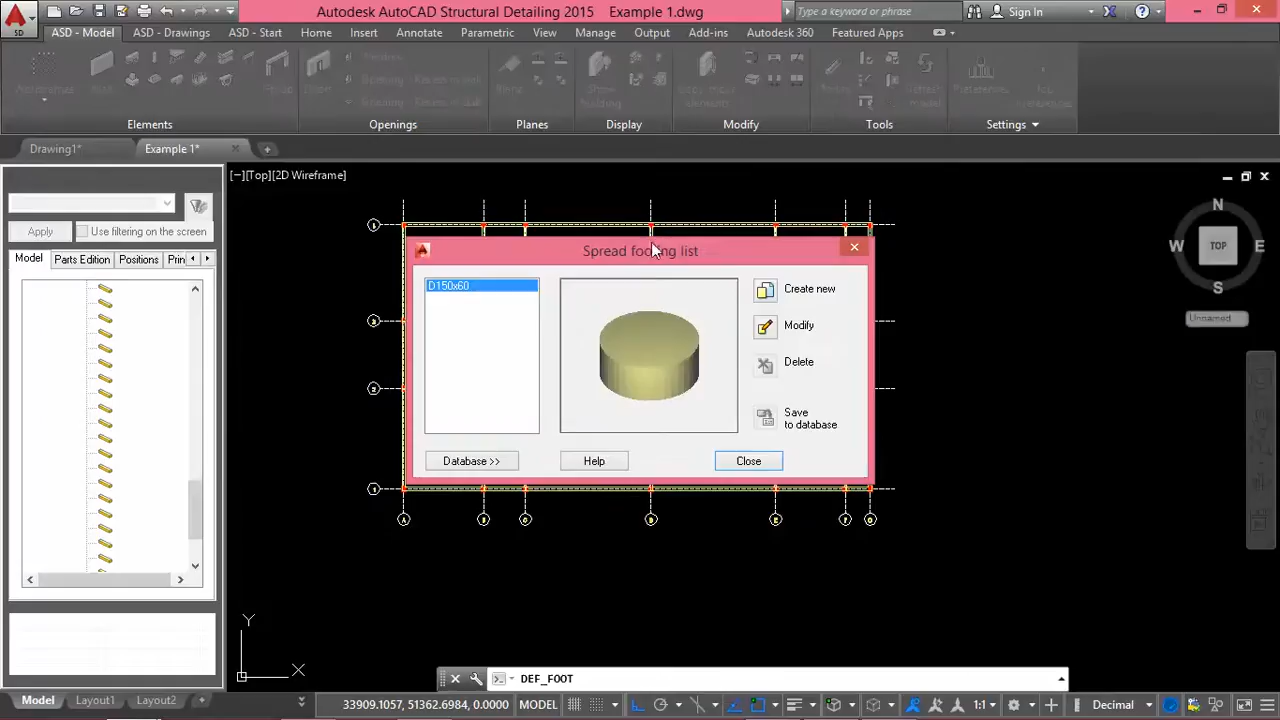 Autodesk AutoCAD Structural Detailing 2015 Example 1.dwg
Type a keyword or phrase
Sign In
SD
ASD - Model
ASD - Drawings
ASD - Start
Home
Insert
Annotate
Parametric
View
Manage
Output
Add-ins
Autodesk 360
Featured Apps
Elements
Openings
Planes
Display
Modify
Tools
Settings
Drawing1*
Example 1*
[−][Top][2D Wireframe]
Apply
Use filtering on the screen
Model
Parts Edition
Positions
Prin
Spread footing list
D150x60
Create new
Modify
Delete
Save
to database
Database >>
Help
Close
N
W
TOP
E
S
Unnamed
Y
X
DEF_FOOT
Model
Layout1
Layout2
33909.1057, 51362.6989, 0.0000
MODEL
1:1
Decimal